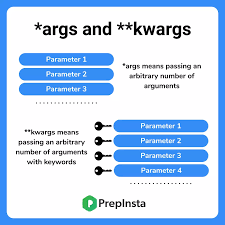 *args and **kwargs
Parameter 1
Parameter 2
Parameter 3
*args means passing an
arbitrary number of
arguments
**kwargs means
passing an arbitrary
number of arguments
with keywords
Parameter 1
Parameter 2
Parameter 3
Parameter 4
PrepInsta